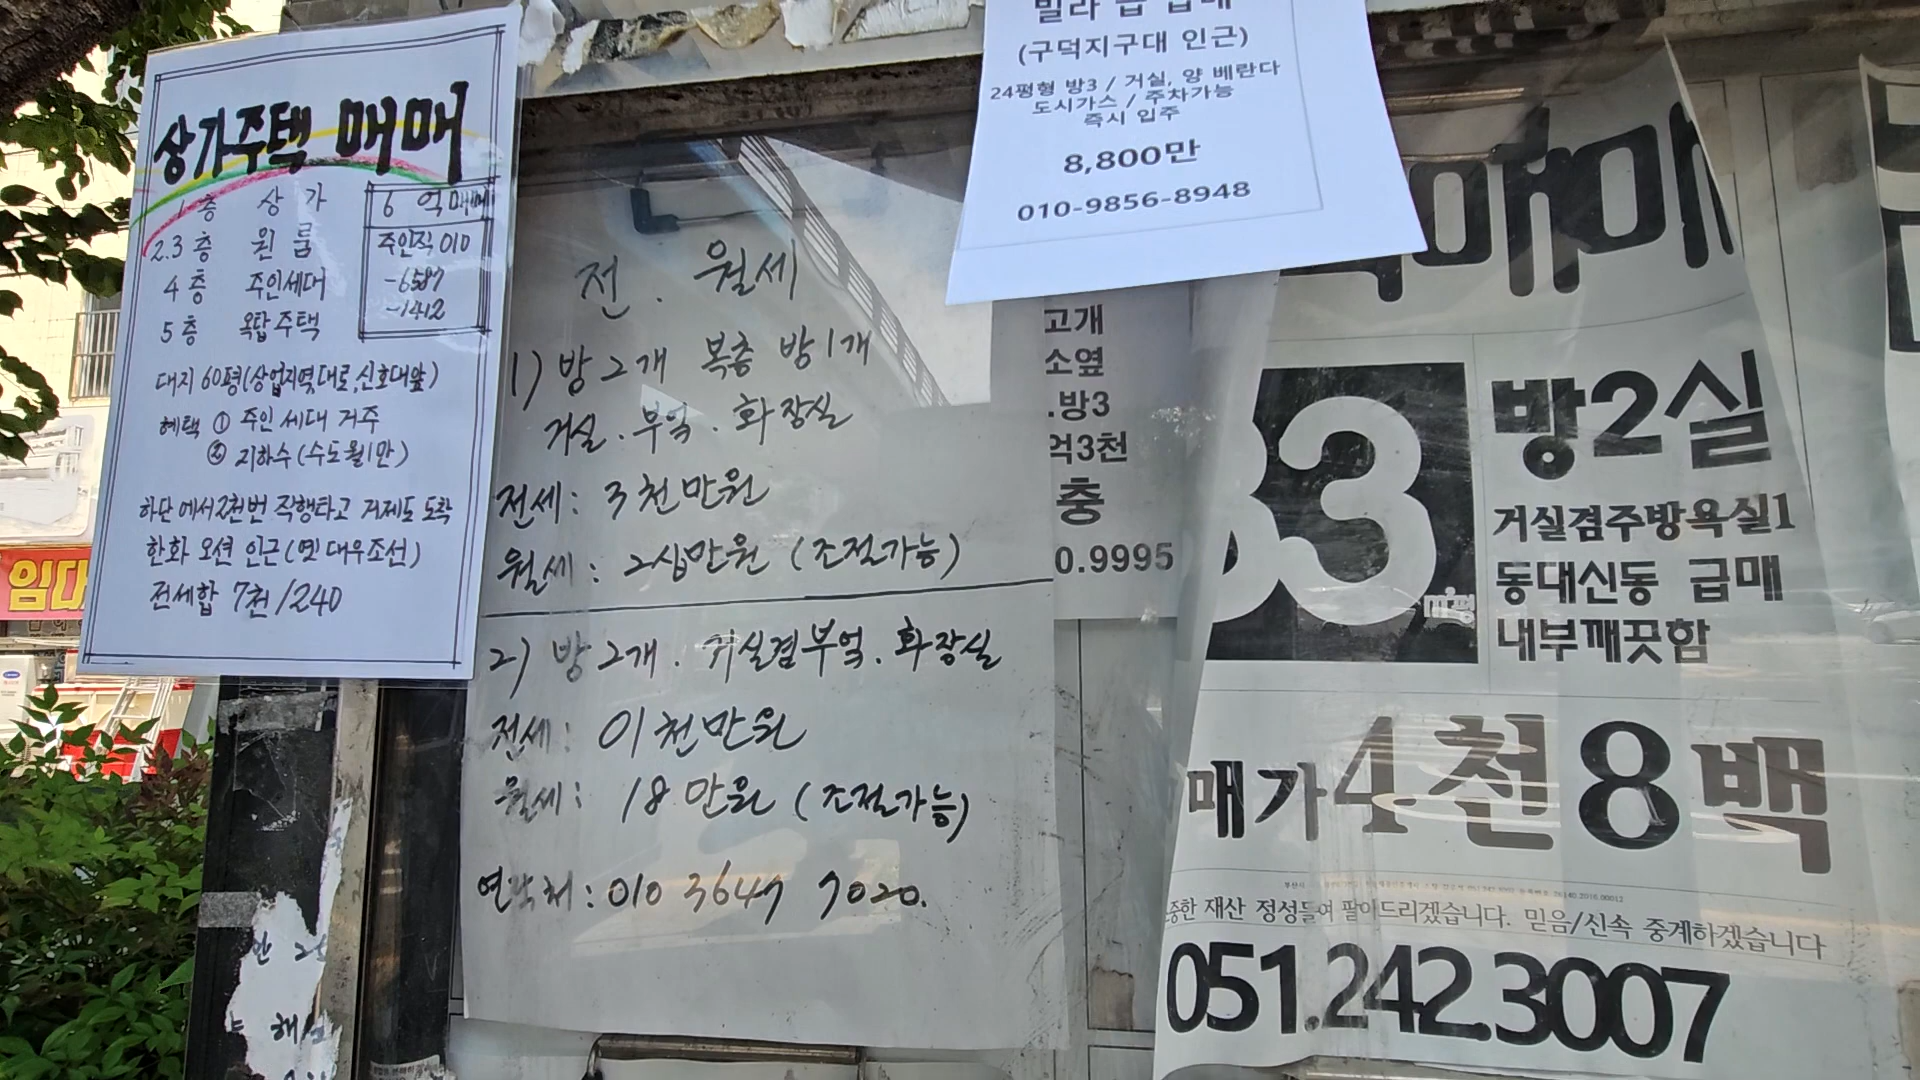 상가주택 매매
1층 상가
2.3층 원룸
4층 주인세대
5층 옥탑주택
6억매매
주인직 010
-6587
-1412
대지 60평(상업지역,대로,신호대앞)
혜택 ① 주인 세대 거주
② 지하수(수도월1만)
하단에서 2천번 직행타고 거제도 도착
한화 오션 인근(옛 대우조선)
전세합 7천/240
임대
전. 월세
1) 방2개 복층 방1개
거실.부엌.화장실
전세: 3천만원
월세: 2십만원 (조절가능)
2) 방2개. 거실겸부엌.화장실
전세: 이천만원
월세: 18만원 (조절가능)
연락처: 010 3647 7020.
빌라 급 급매
(구덕지구대 인근)
24평형 방3 / 거실, 양 베란다
도시가스 / 주차가능
즉시 입주
8,800만
010-9856-8948
고개
소옆
.방3
억3천
층
0.9995
매매
33
방2실
거실겸주방욕실1
동대신동 급매
내부깨끗함
매가4천8백
중한 재산 정성들여 팔아드리겠습니다. 믿음/신속 중계하겠습니다
051.242.3007